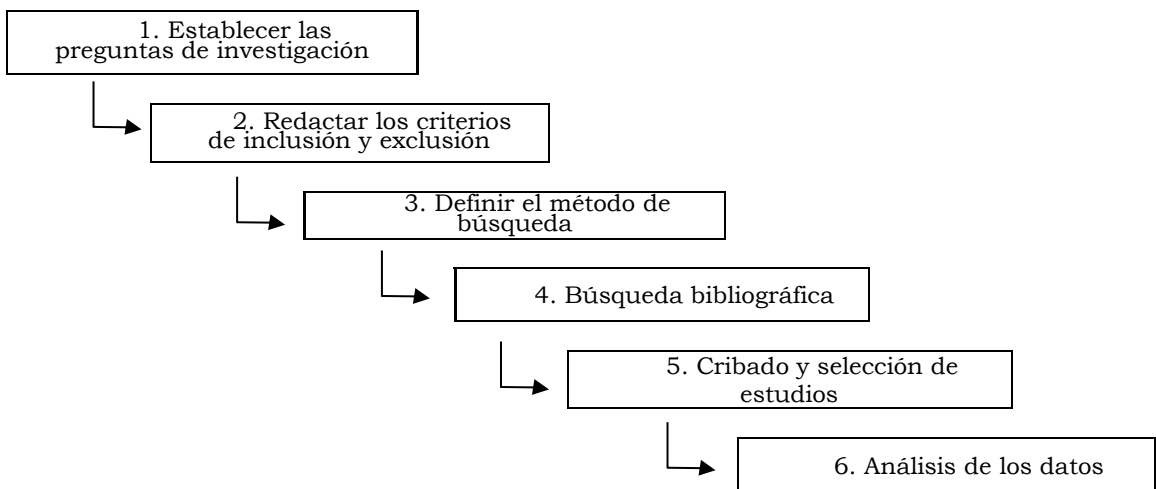 1. Establecer las
preguntas de investigación
2. Redactar los criterios
de inclusión y exclusión
3. Definir el método de
búsqueda
4. Búsqueda bibliográfica
5. Cribado y selección de
estudios
6. Análisis de los datos